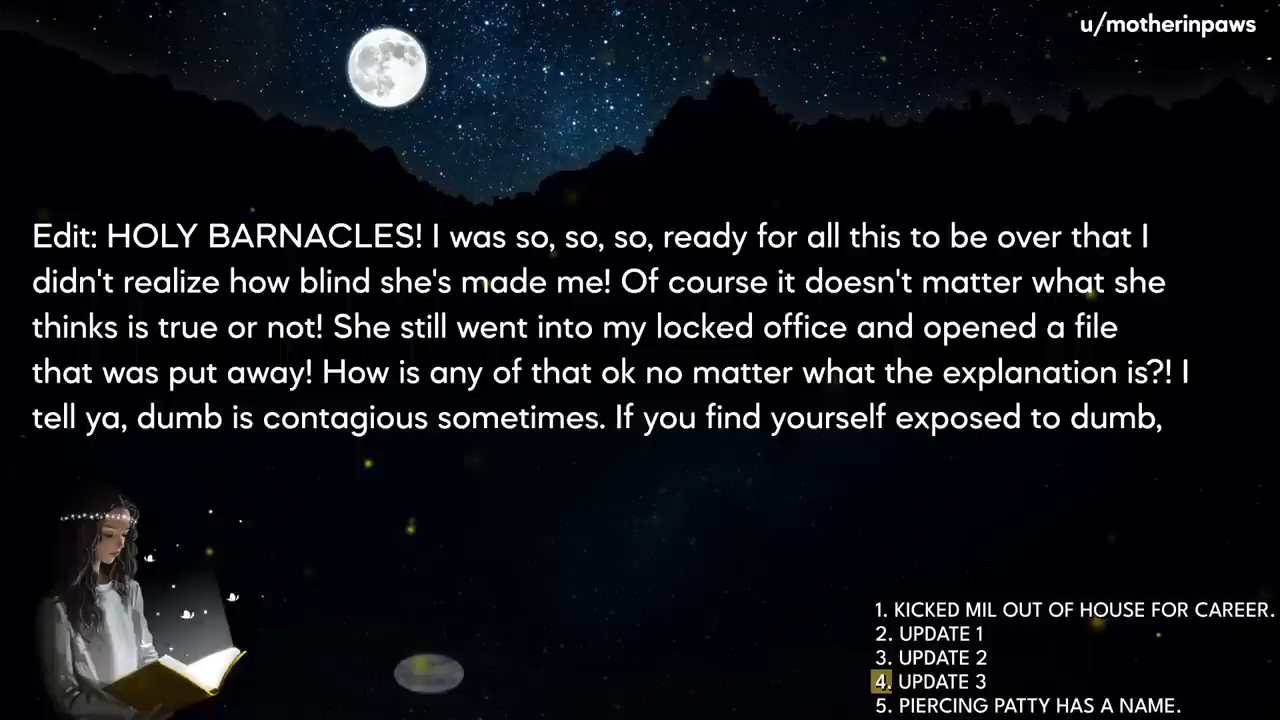 u/motherinpaws
Edit: HOLY BARNACLES! I was so, so, so, ready for all this to be over that I
didn't realize how blind she's made me! Of course it doesn't matter what she
thinks is true or not! She still went into my locked office and opened a file
that was put away! How is any of that ok no matter what the explanation is?! I
tell ya, dumb is contagious sometimes. If you find yourself exposed to dumb,
1. KICKED MIL OUT OF HOUSE FOR CAREER.
2. UPDATE 1
3. UPDATE 2
4. UPDATE 3
5. PIERCING PATTY HAS A NAME.